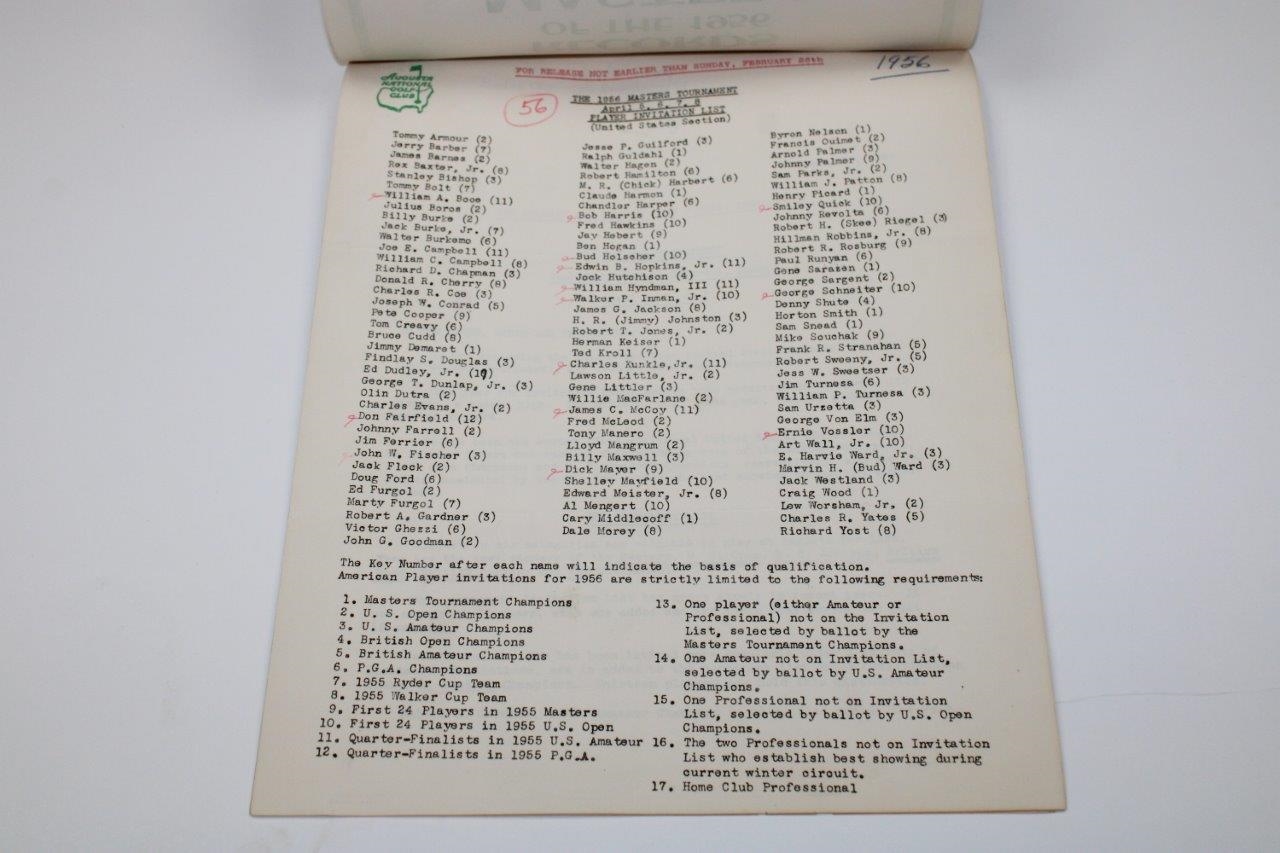 RECORDS
OF THE 1956
MASTERS
AUGUSTA
NATIONAL
GOLF
CLUB
FOR RELEASE NOT EARLIER THAN SUNDAY, FEBRUARY 26th
1956
56
THE 1956 MASTERS TOURNAMENT
April 5, 6, 7, 8
PLAYER INVITATION LIST
(United States Section)
Tommy Armour (2)
Jerry Barber (7)
James Barnes (2)
Rex Baxter, Jr. (8)
Stanley Bishop (3)
Tommy Bolt (7)
William A. Booe (11)
Julius Boros (2)
Billy Burke (2)
Jack Burke, Jr. (7)
Walter Burkemo (6)
Joe E. Campbell (11)
William C. Campbell (8)
Richard D. Chapman (3)
Donald R. Cherry (8)
Charles R. Coe (3)
Joseph W. Conrad (5)
Pete Cooper (9)
Tom Creavy (6)
Bruce Cudd (8)
Jimmy Demaret (1)
Findlay S. Douglas (3)
Ed Dudley, Jr. (17)
George T. Dunlap, Jr. (3)
Olin Dutra (2)
Charles Evans, Jr. (2)
Don Fairfield (12)
Johnny Farrell (2)
Jim Ferrier (6)
John W. Fischer (3)
Jack Fleck (2)
Doug Ford (6)
Ed Furgol (2)
Marty Furgol (7)
Robert A. Gardner (3)
Victor Ghezzi (6)
John G. Goodman (2)
Jesse P. Guilford (3)
Ralph Guldahl (1)
Walter Hagen (2)
Robert Hamilton (6)
M. R. (Chick) Harbert (6)
Claude Harmon (1)
Chandler Harper (6)
Bob Harris (10)
Fred Hawkins (10)
Jay Hebert (9)
Ben Hogan (1)
Bud Holscher (10)
Edwin B. Hopkins, Jr. (11)
Jock Hutchison (4)
William Hyndman, III (11)
Walker P. Inman, Jr. (10)
James G. Jackson (8)
H. R. (Jimmy) Johnston (3)
Robert T. Jones, Jr. (2)
Herman Keiser (1)
Ted Kroll (7)
Charles Kunkle, Jr. (11)
Lawson Little, Jr. (2)
Gene Littler (3)
Willie MacFarlane (2)
James C. McCoy (11)
Fred McLeod (2)
Tony Manero (2)
Lloyd Mangrum (2)
Billy Maxwell (3)
Dick Mayer (9)
Shelley Mayfield (10)
Edward Meister, Jr. (8)
Al Mengert (10)
Cary Middlecoff (1)
Dale Morey (8)
Byron Nelson (1)
Francis Ouimet (2)
Arnold Palmer (3)
Johnny Palmer (9)
Sam Parks, Jr. (2)
William J. Patton (8)
Henry Picard (1)
Smiley Quick (10)
Johnny Revolta (6)
Robert H. (Skee) Riegel (3)
Hillman Robbins, Jr. (8)
Robert R. Rosburg (9)
Paul Runyan (6)
Gene Sarazen (1)
George Sargent (2)
George Schneiter (10)
Denny Shute (4)
Horton Smith (1)
Sam Snead (1)
Mike Souchak (9)
Frank R. Stranahan (5)
Robert Sweeny, Jr. (5)
Jess W. Sweetser (3)
Jim Turnesa (6)
William P. Turnesa (3)
Sam Urzetta (3)
George Von Elm (3)
Ernie Vossler (10)
Art Wall, Jr. (10)
E. Harvie Ward, Jr. (3)
Marvin H. (Bud) Ward (3)
Jack Westland (3)
Craig Wood (1)
Lew Worsham, Jr. (2)
Charles R. Yates (5)
Richard Yost (8)
The Key Number after each name will indicate the basis of qualification.
American Player invitations for 1956 are strictly limited to the following requirements:
1. Masters Tournament Champions
2. U. S. Open Champions
3. U. S. Amateur Champions
4. British Open Champions
5. British Amateur Champions
6. P.G.A. Champions
7. 1955 Ryder Cup Team
8. 1955 Walker Cup Team
9. First 24 Players in 1955 Masters
10. First 24 Players in 1955 U.S. Open
11. Quarter-Finalists in 1955 U.S. Amateur
12. Quarter-Finalists in 1955 P.G.A.
13. One player (either Amateur or
Professional) not on the Invitation
List, selected by ballot by the
Masters Tournament Champions.
14. One Amateur not on Invitation List,
selected by ballot by U.S. Amateur
Champions.
15. One Professional not on Invitation
List, selected by ballot by U.S. Open
Champions.
16. The two Professionals not on Invitation
List who establish best showing during
current winter circuit.
17. Home Club Professional